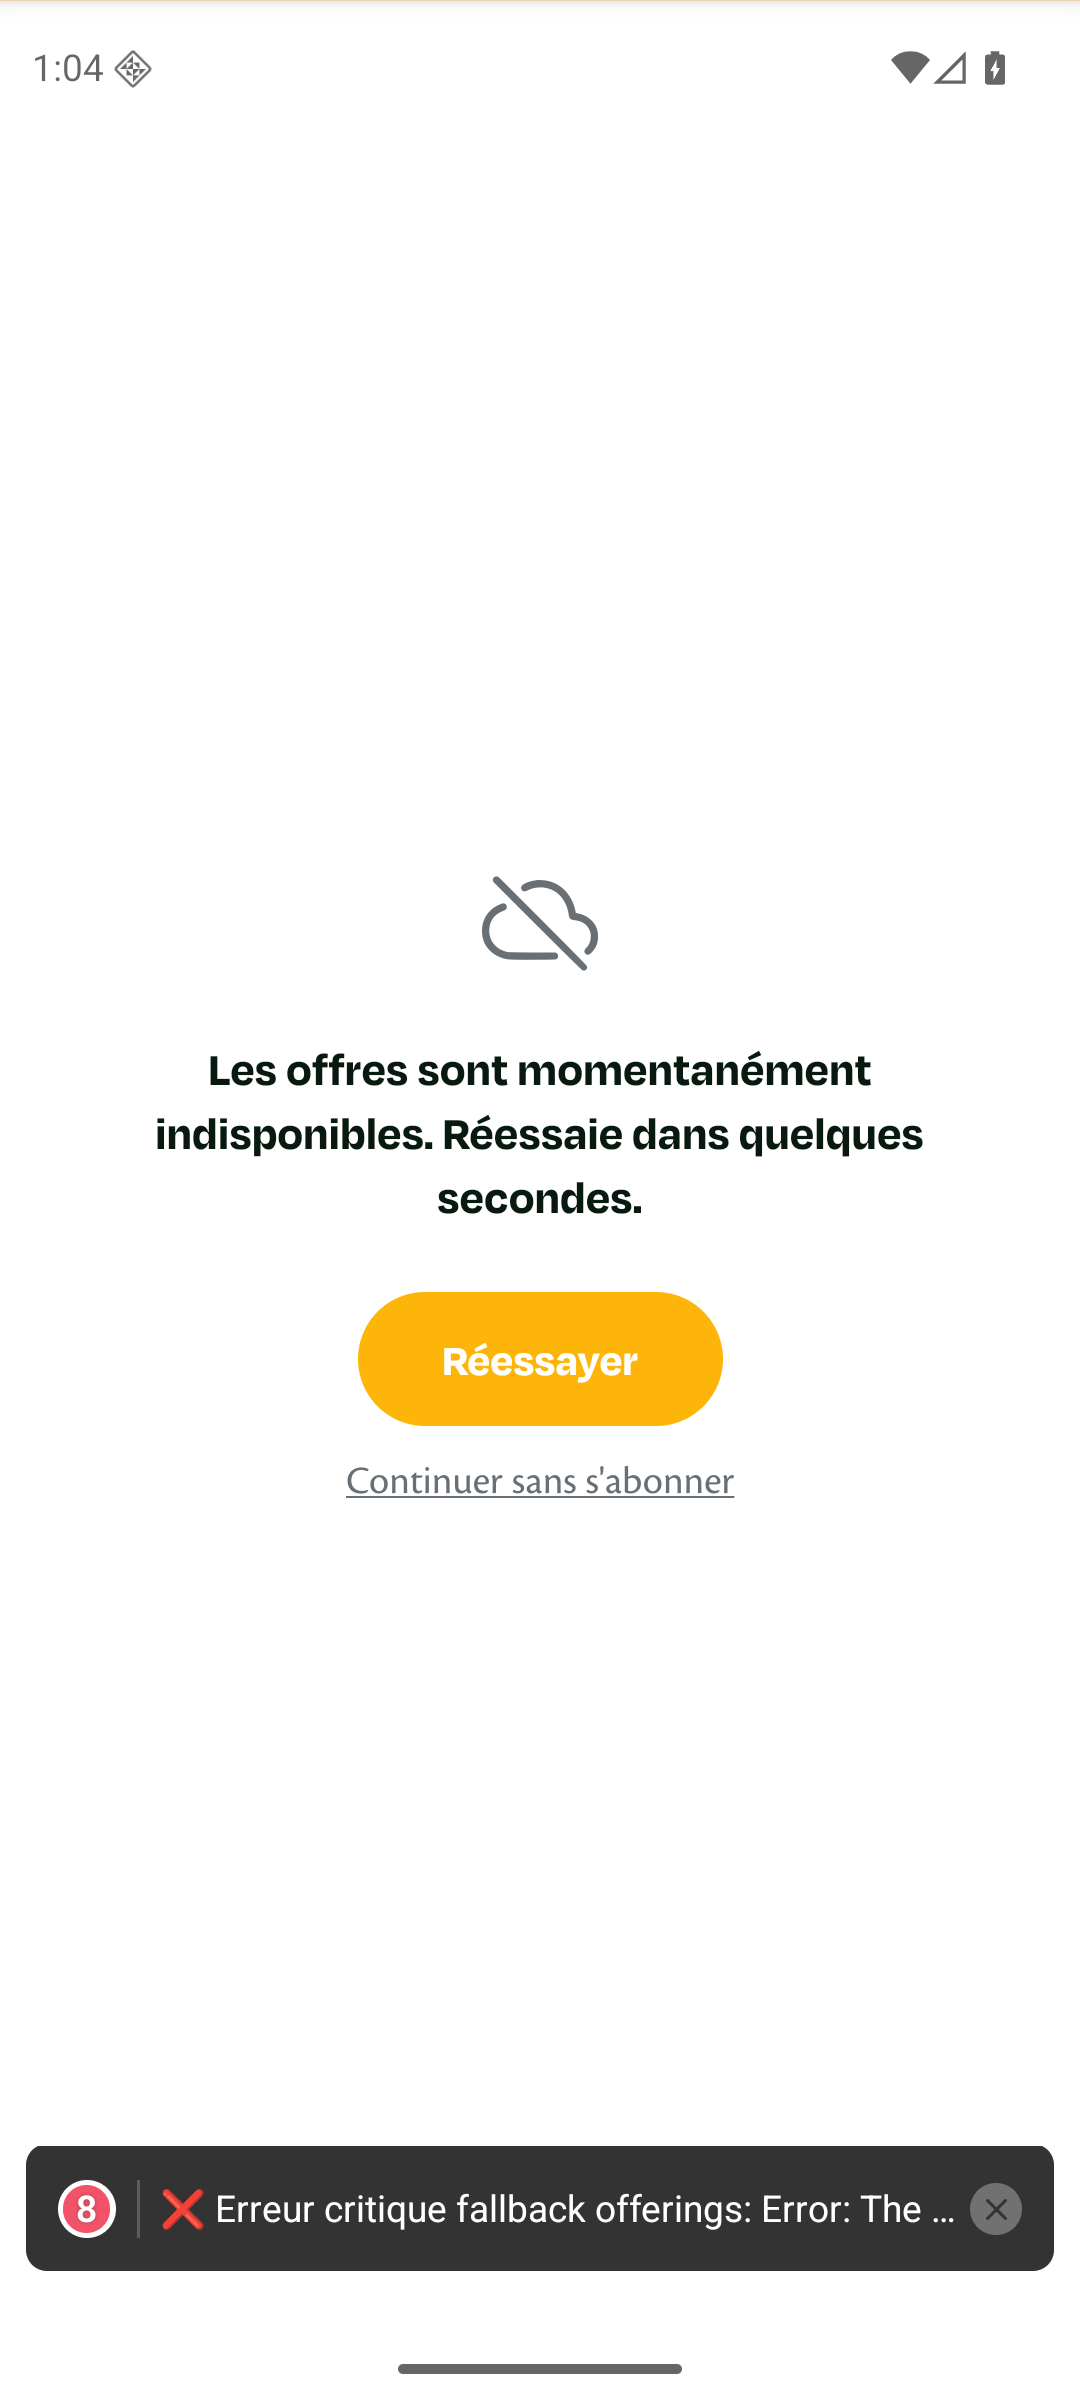 1:04
Les offres sont momentanément
indisponibles. Réessaie dans quelques
secondes.
Réessayer
Continuer sans s'abonner
8 ❌ Erreur critique fallback offerings: Error: The ...